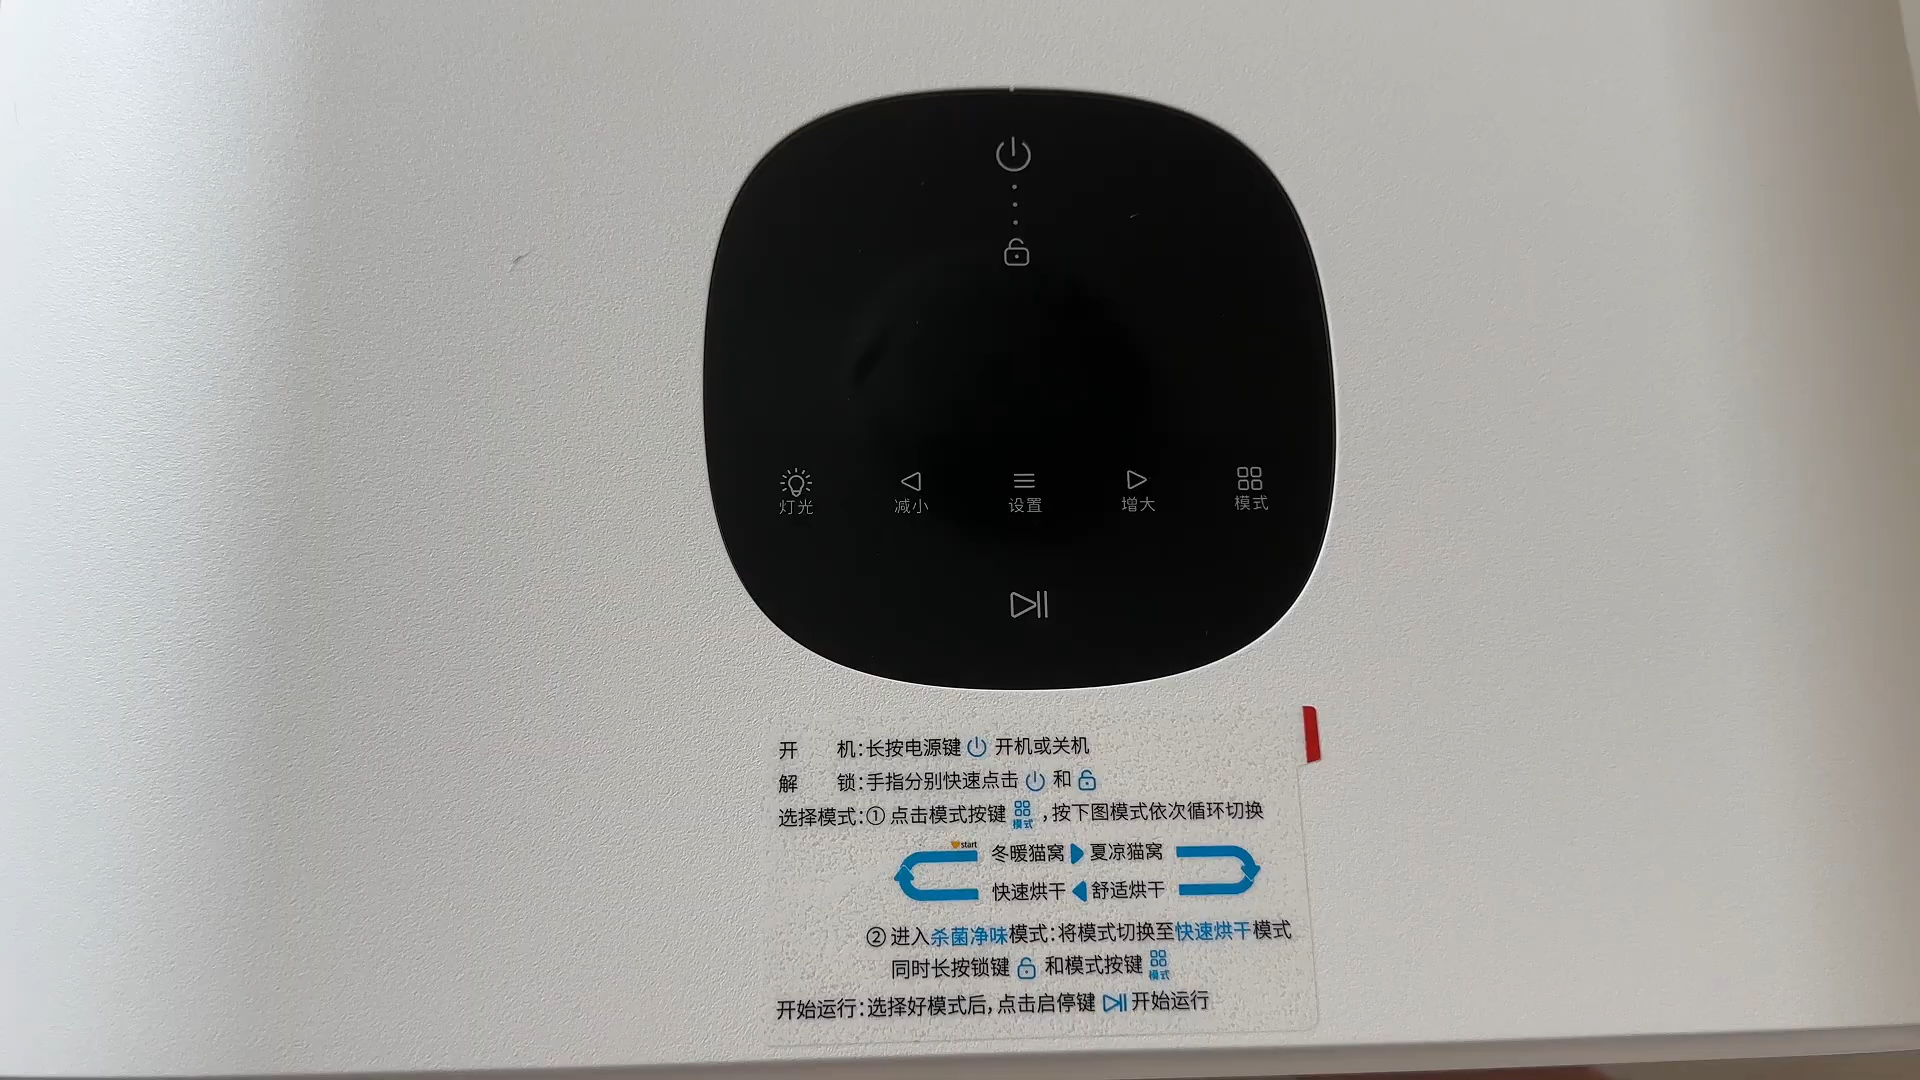 灯光 减小 设置 增大 模式
开 机:长按电源键 开机或关机
解 锁:手指分别快速点击 和
选择模式:① 点击模式按键 模式 ,按下图模式依次循环切换
start 冬暖猫窝 夏凉猫窝
快速烘干 舒适烘干
② 进入杀菌净味模式:将模式切换至快速烘干模式
同时长按锁键 和模式按键 模式
开始运行:选择好模式后,点击启停键 开始运行